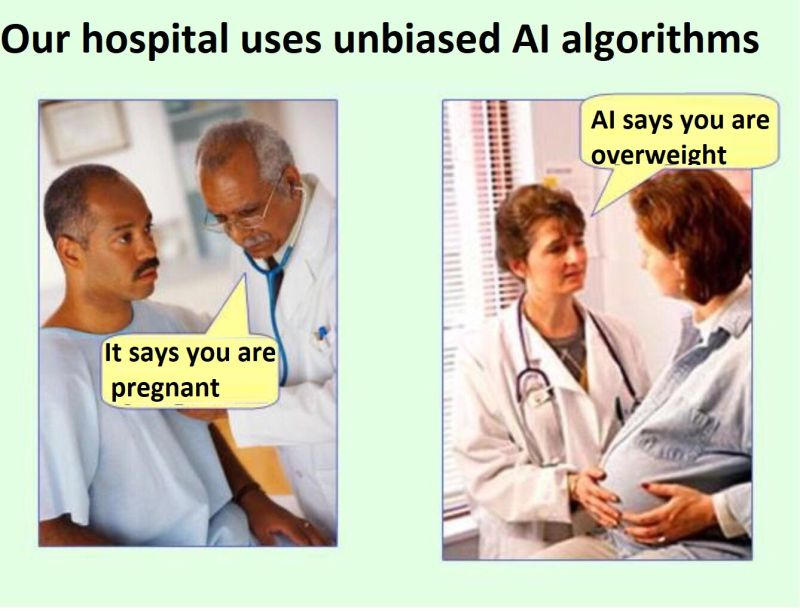 Our hospital uses unbiased AI algorithms
AI says you are
overweight
It says you are
pregnant